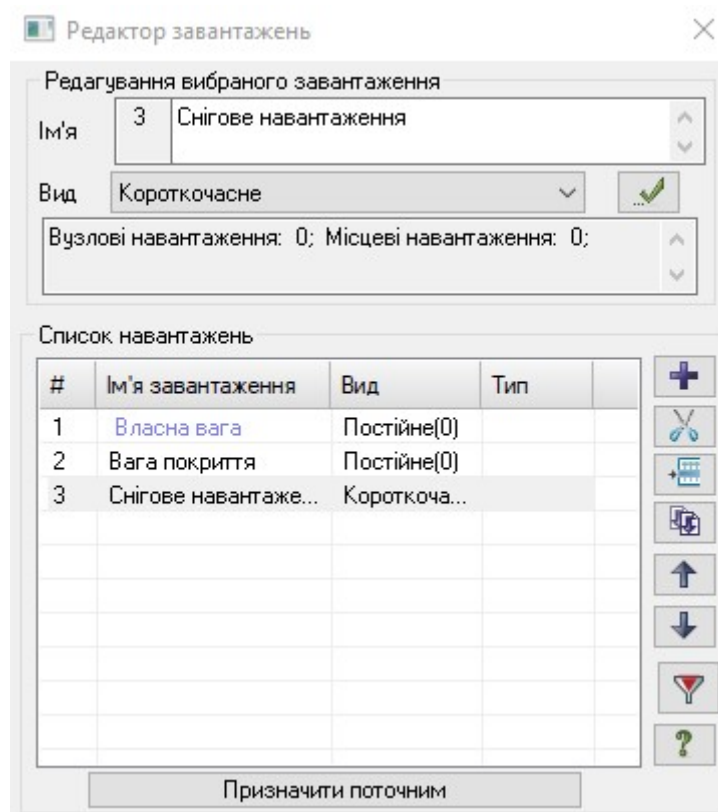 Редактор завантажень
Редагування вибраного завантаження
Ім'я 3 Снігове навантаження
Вид Короткочасне
Вузлові навантаження: 0; Місцеві навантаження: 0;
Список навантажень
# Ім'я завантаження Вид Тип
1 Власна вага Постійне(0)
2 Вага покриття Постійне(0)
3 Снігове навантаже... Короткоча...
Призначити поточним